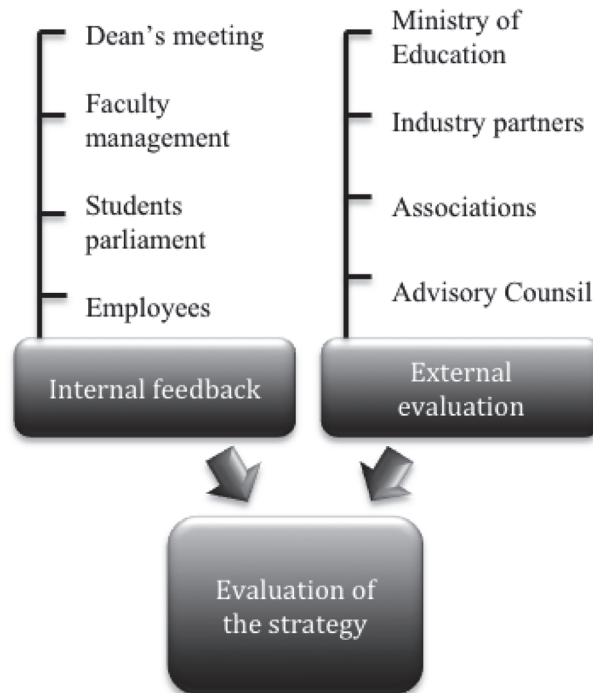 Dean's meeting
Faculty
management
Students
parliament
Employees
Internal feedback
Ministry of
Education
Industry partners
Associations
Advisory Counsil
External
evaluation
Evaluation of
the strategy